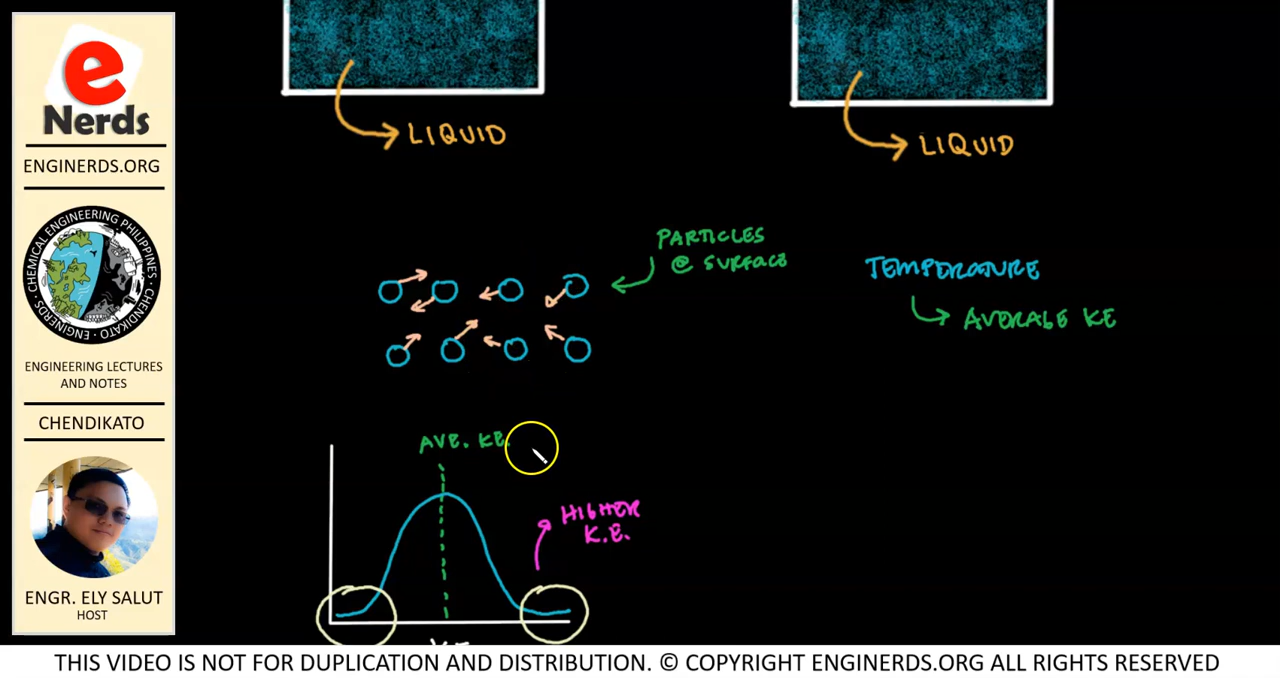 e
Nerds
ENGINERDS.ORG
CHEMICAL ENGINEERING PHILIPPINES
CHENDIKATO
ENGINERDS
ENGINEERING LECTURES
AND NOTES
CHENDIKATO
ENGR. ELY SALUT
HOST
LIQUID
LIQUID
PARTICLES
@ SURFACE
TEMPERATURE
AVERAGE KE
AVE. KE.
HIGHER
K.E.
THIS VIDEO IS NOT FOR DUPLICATION AND DISTRIBUTION. © COPYRIGHT ENGINERDS.ORG ALL RIGHTS RESERVED